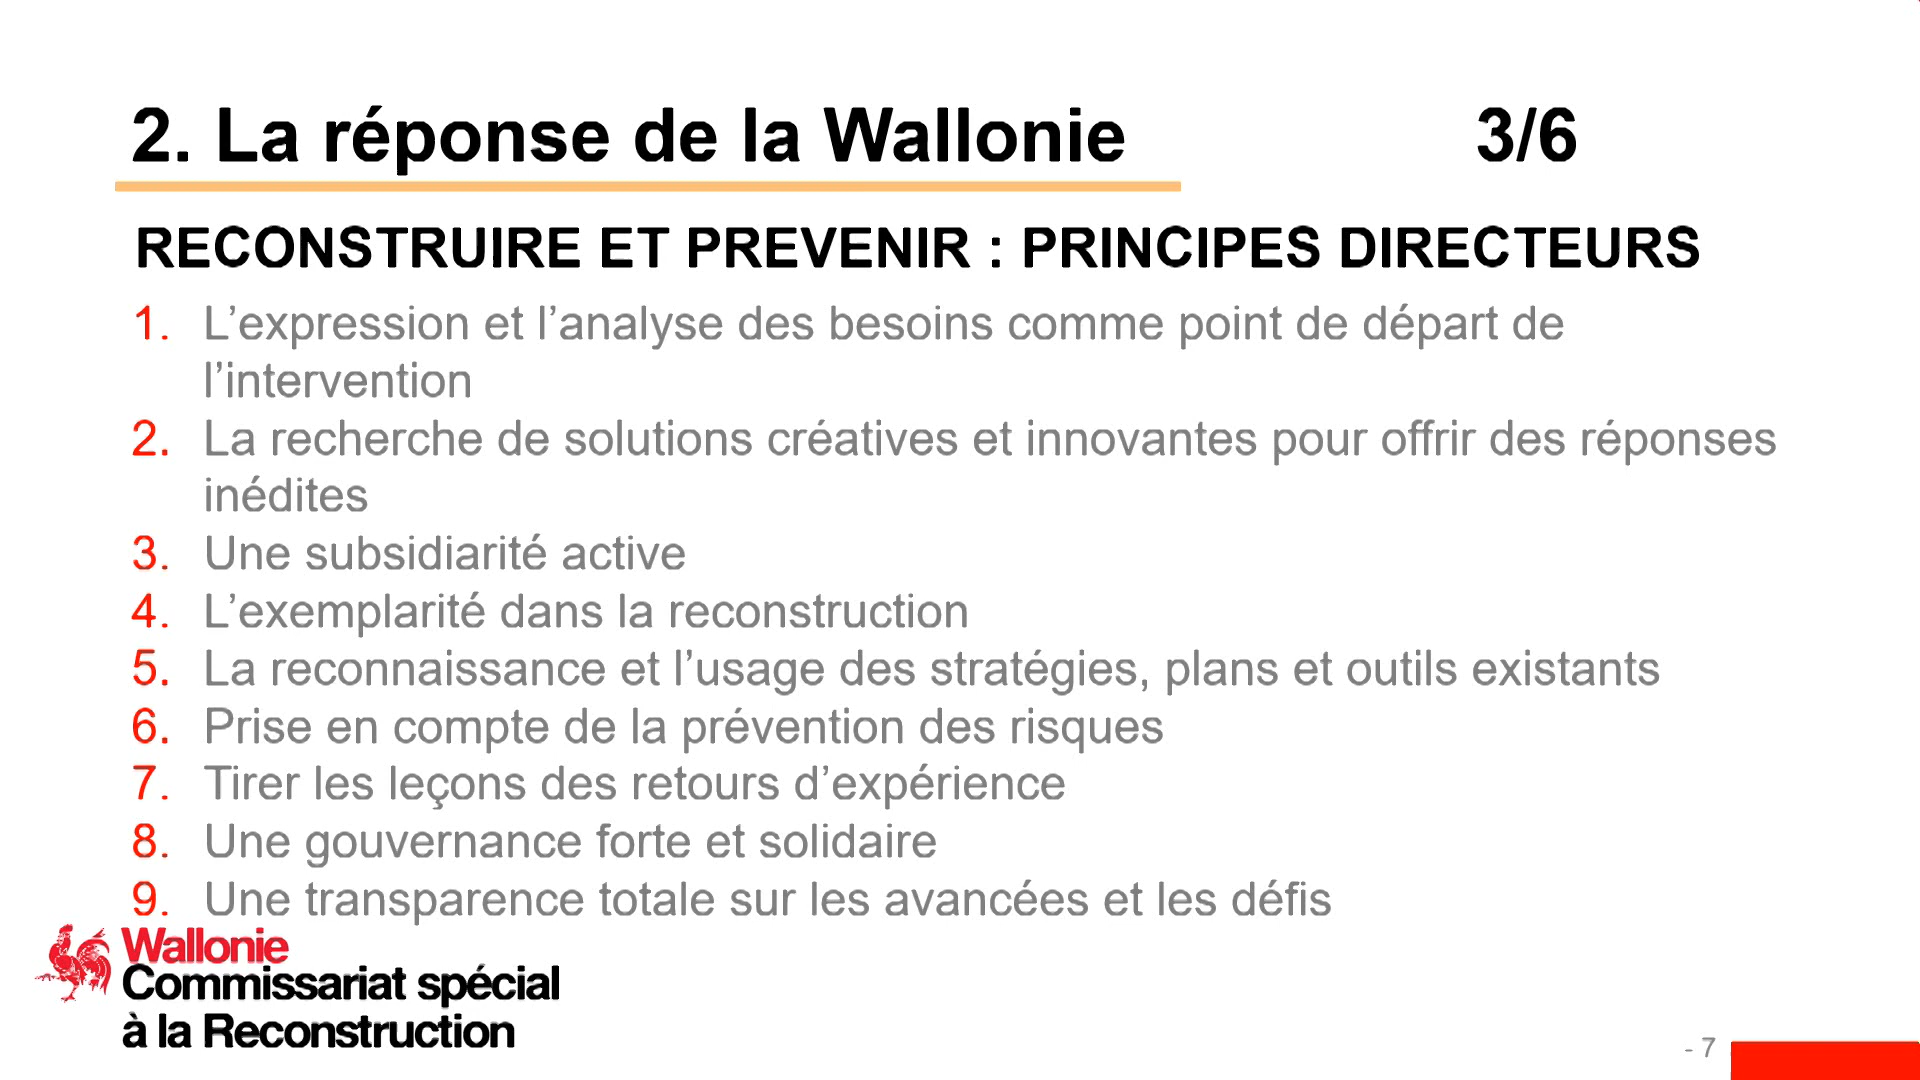 2. La réponse de la Wallonie 3/6
RECONSTRUIRE ET PREVENIR : PRINCIPES DIRECTEURS
1. L’expression et l’analyse des besoins comme point de départ de
l’intervention
2. La recherche de solutions créatives et innovantes pour offrir des réponses
inédites
3. Une subsidiarité active
4. L’exemplarité dans la reconstruction
5. La reconnaissance et l’usage des stratégies, plans et outils existants
6. Prise en compte de la prévention des risques
7. Tirer les leçons des retours d’expérience
8. Une gouvernance forte et solidaire
9. Une transparence totale sur les avancées et les défis
Wallonie
Commissariat spécial
à la Reconstruction
- 7